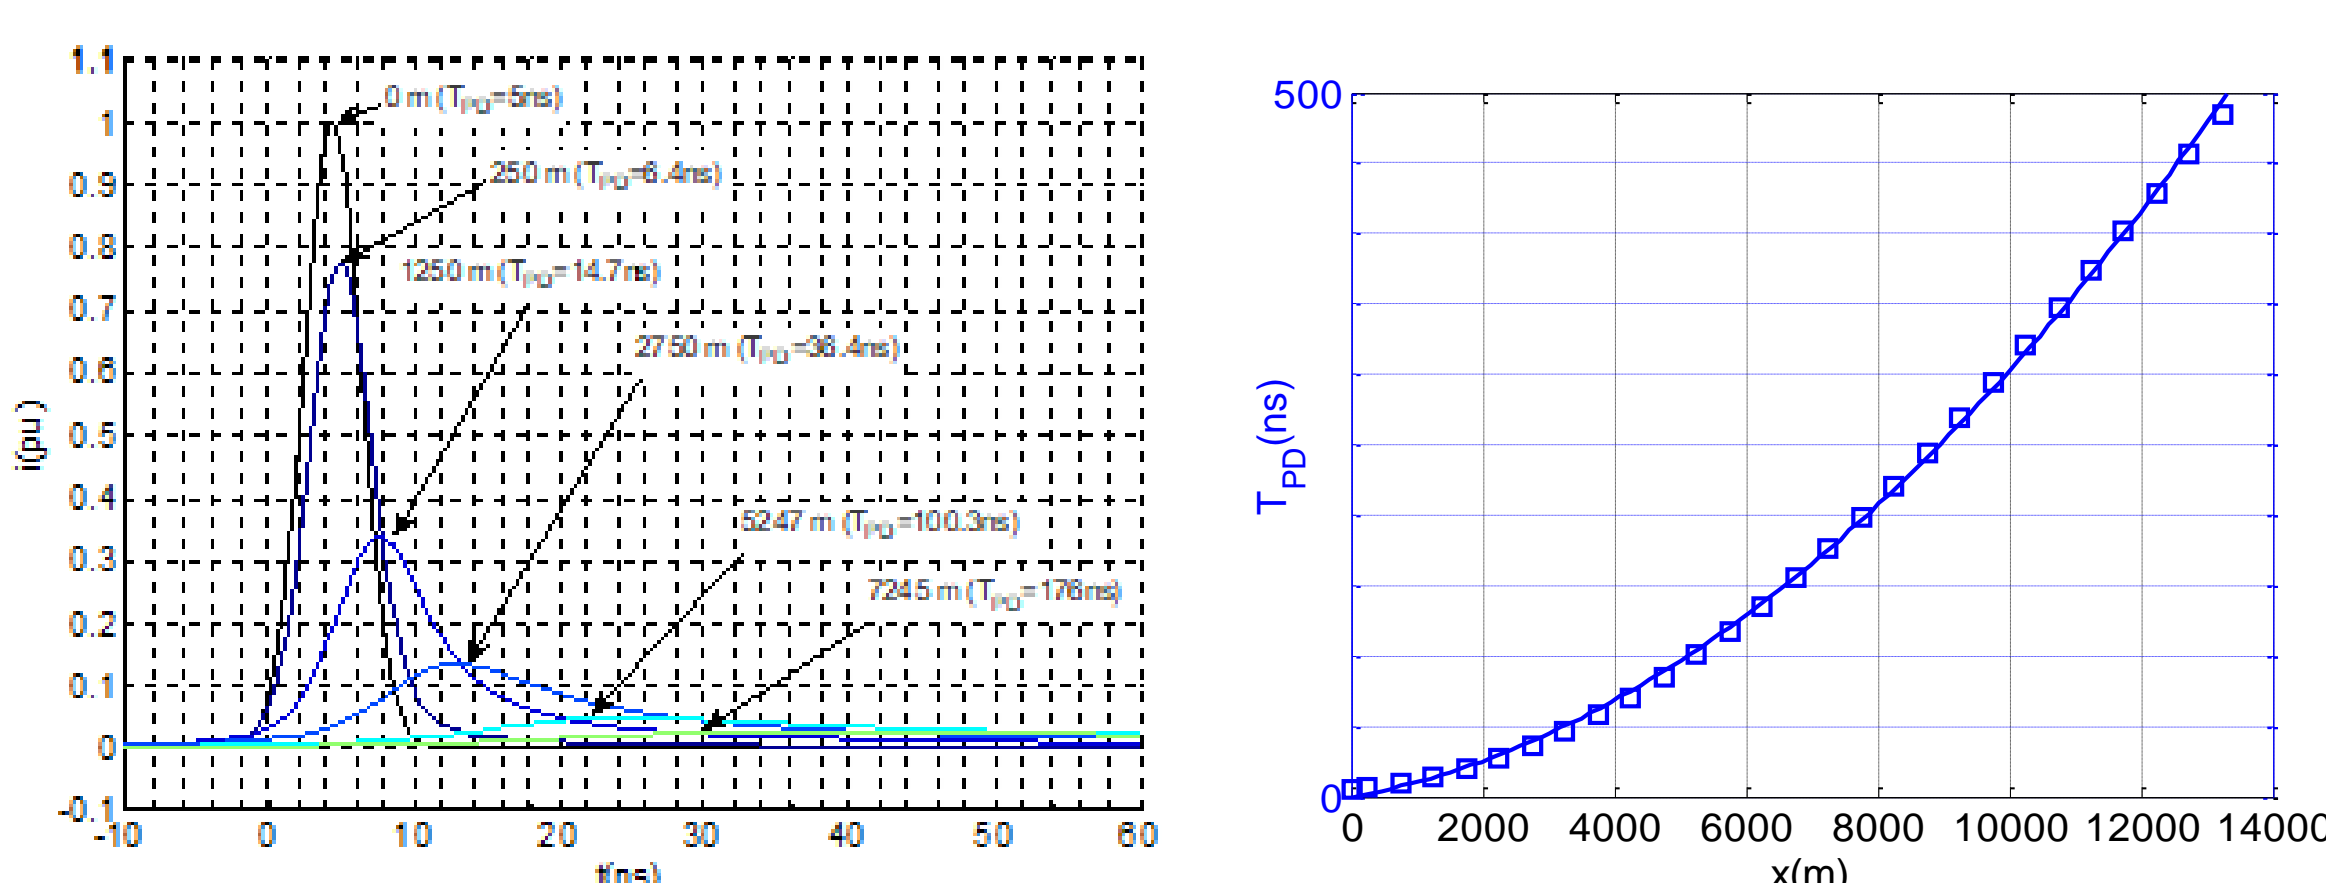 1.1
1
0.9
0.8
0.7
0.6
0.5
0.4
0.3
0.2
0.1
0
-0.1
-10 0 10 20 30 40 50 60
i(pu)
t(ns)
0 m (TPD=5ns)
250 m (TPD=6.4ns)
1250 m (TPD=14.7ns)
2750 m (TPD=36.4ns)
5247 m (TPD=100.3ns)
7245 m (TPD=176ns)
500
0
TPD(ns)
0 2000 4000 6000 8000 10000 12000 14000
x(m)